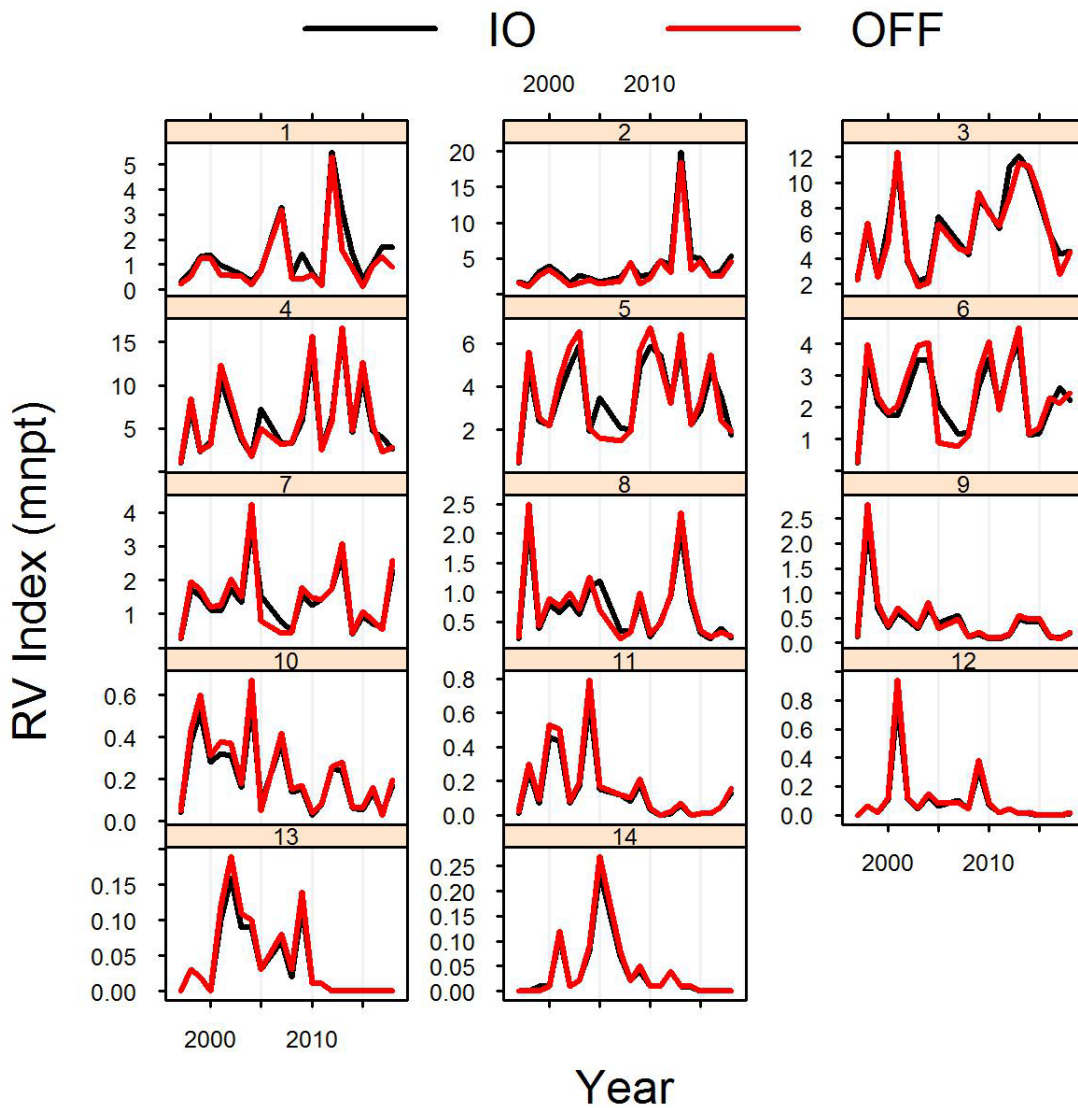 IO OFF
2000 2010
1 2 3
5 4 3 2 1 0
20 15 10 5
12 10 8 6 4 2
4 5 6
15 10 5
6 4 2
4 3 2 1
7 8 9
4 3 2 1
2.5 2.0 1.5 1.0 0.5
2.5 2.0 1.5 1.0 0.5 0.0
10 11 12
0.6 0.4 0.2 0.0
0.8 0.6 0.4 0.2 0.0
0.8 0.6 0.4 0.2 0.0
13 14
0.15 0.10 0.05 0.00
0.25 0.20 0.15 0.10 0.05 0.00
2000 2010
2000 2010
RV Index (mnpt)
Year